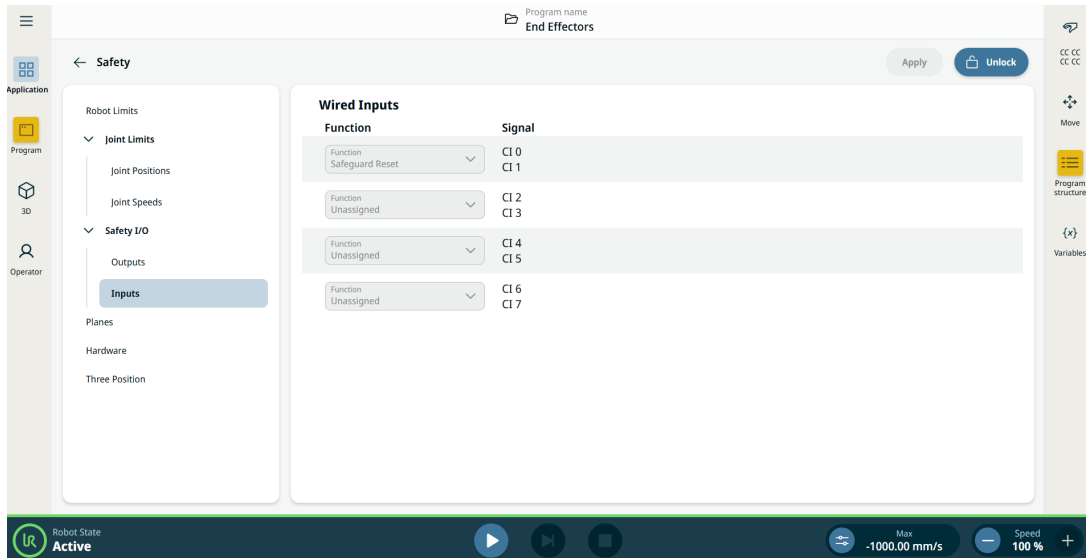 Program name
End Effectors
Application
Program
3D
Operator
Safety
Apply
Unlock
Robot Limits
Joint Limits
Joint Positions
Joint Speeds
Safety I/O
Outputs
Inputs
Planes
Hardware
Three Position
Wired Inputs
Function Signal
Function
Safeguard Reset
CI 0
CI 1
Function
Unassigned
CI 2
CI 3
Function
Unassigned
CI 4
CI 5
Function
Unassigned
CI 6
CI 7
CC CC
CC CC
Move
Program
structure
{x}
Variables
UR
Robot State
Active
Max
-1000.00 mm/s
Speed
100 %